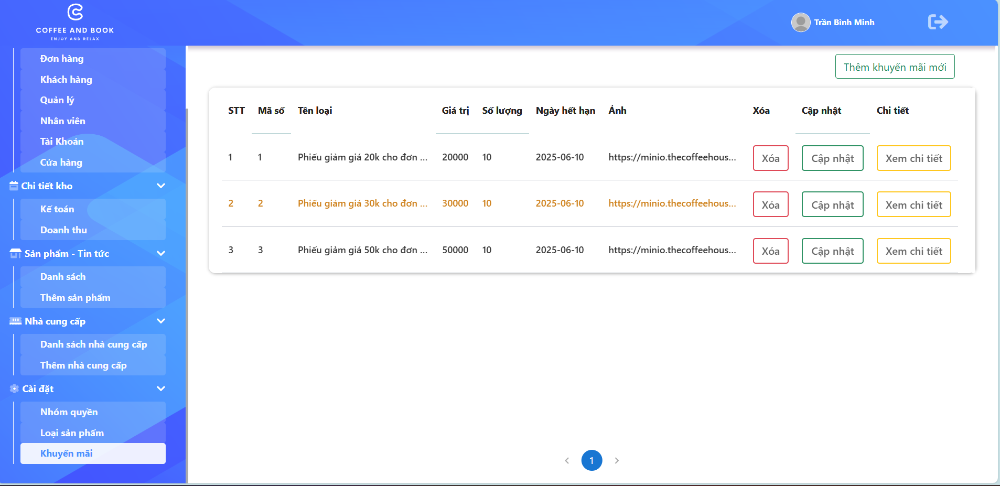 COFFEE AND BOOK
ENJOY AND RELAX
Trần Bình Minh
Đơn hàng
Khách hàng
Quản lý
Nhân viên
Tài Khoản
Cửa hàng
Chi tiết kho
Kế toán
Doanh thu
Sản phẩm - Tin tức
Danh sách
Thêm sản phẩm
Nhà cung cấp
Danh sách nhà cung cấp
Thêm nhà cung cấp
Cài đặt
Nhóm quyền
Loại sản phẩm
Khuyến mãi
Thêm khuyến mãi mới
STT Mã số Tên loại Giá trị Số lượng Ngày hết hạn Ảnh Xóa Cập nhật Chi tiết
1 1 Phiếu giảm giá 20k cho đơn ... 20000 10 2025-06-10 https://minio.thecoffeehous... Xóa Cập nhật Xem chi tiết
2 2 Phiếu giảm giá 30k cho đơn ... 30000 10 2025-06-10 https://minio.thecoffeehous... Xóa Cập nhật Xem chi tiết
3 3 Phiếu giảm giá 50k cho đơn ... 50000 10 2025-06-10 https://minio.thecoffeehous... Xóa Cập nhật Xem chi tiết
1